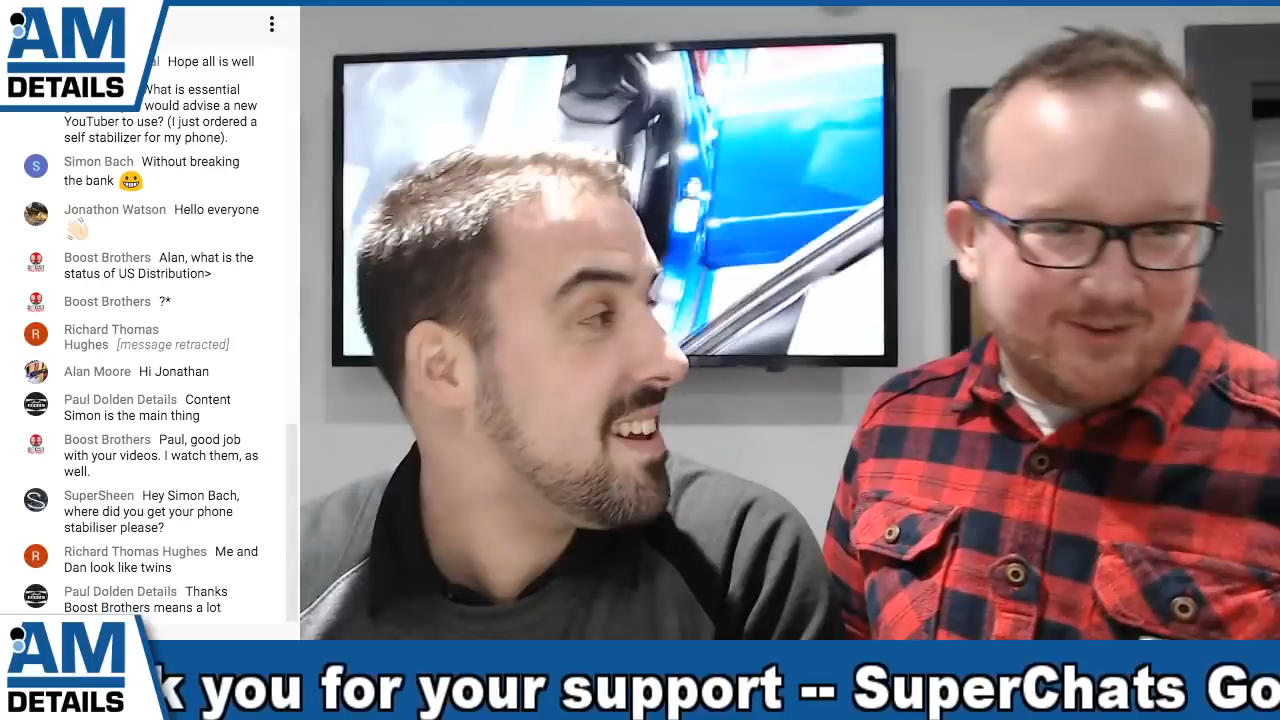 AM
DETAILS
Hope all is well
What is essential
would advise a new
YouTuber to use? (I just ordered a
self stabilizer for my phone).
S
Simon Bach Without breaking
the bank 😀
Jonathon Watson Hello everyone
👋🏻
Boost Brothers Alan, what is the
status of US Distribution>
Boost Brothers ?*
R
Richard Thomas
Hughes [message retracted]
Alan Moore Hi Jonathan
Paul Dolden Details Content
Simon is the main thing
Boost Brothers Paul, good job
with your videos. I watch them, as
well.
SuperSheen Hey Simon Bach,
where did you get your phone
stabiliser please?
R
Richard Thomas Hughes Me and
Dan look like twins
Paul Dolden Details Thanks
Boost Brothers means a lot
AM
DETAILS
k you for your support -- SuperChats Go